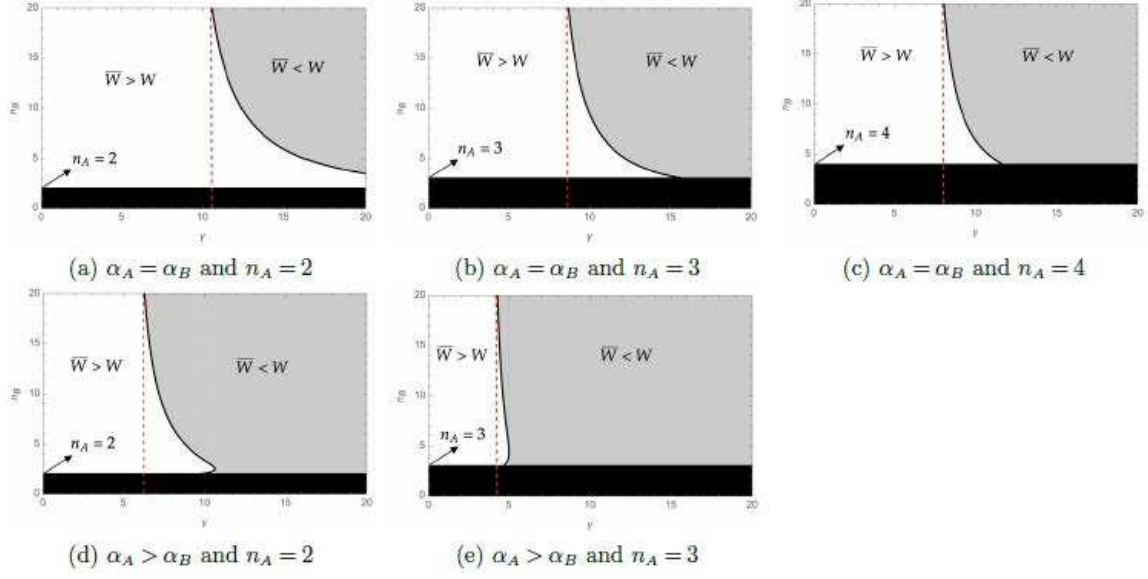 20
15
10
5
0
n_B
W̅ > W
W̅ < W
n_A = 2
0 5 10 15 20
γ
(a) α_A = α_B and n_A = 2
20
15
10
5
0
n_B
W̅ > W
W̅ < W
n_A = 3
0 5 10 15 20
γ
(b) α_A = α_B and n_A = 3
20
15
10
5
0
n_B
W̅ > W
W̅ < W
n_A = 4
0 5 10 15 20
γ
(c) α_A = α_B and n_A = 4
20
15
10
5
0
n_B
W̅ > W
W̅ < W
n_A = 2
0 5 10 15 20
γ
(d) α_A > α_B and n_A = 2
20
15
10
5
0
n_B
W̅ > W
W̅ < W
n_A = 3
0 5 10 15 20
γ
(e) α_A > α_B and n_A = 3